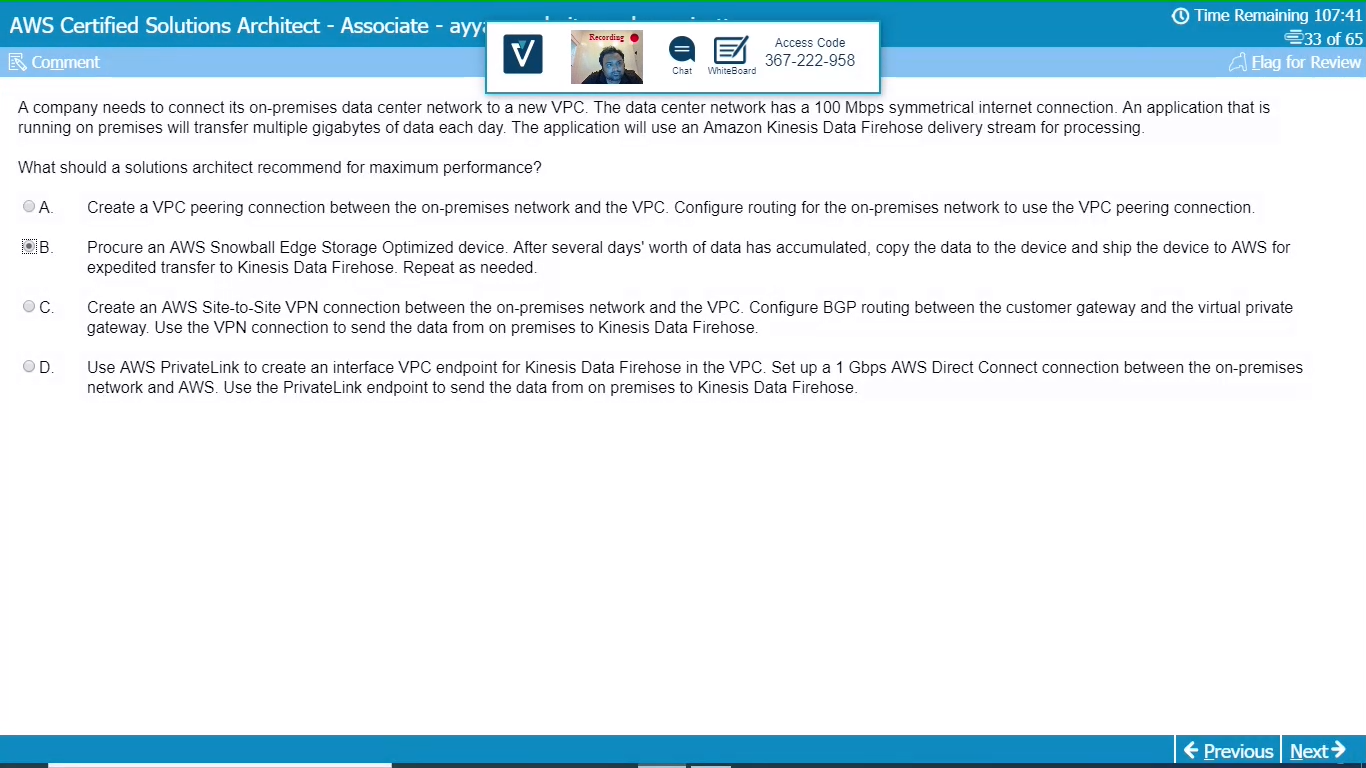 AWS Certified Solutions Architect - Associate -
Time Remaining 107:41
33 of 65
Comment
Flag for Review
Recording
Chat
WhiteBoard
Access Code
367-222-958
A company needs to connect its on-premises data center network to a new VPC. The data center network has a 100 Mbps symmetrical internet connection. An application that is
running on premises will transfer multiple gigabytes of data each day. The application will use an Amazon Kinesis Data Firehose delivery stream for processing.
What should a solutions architect recommend for maximum performance?
A. Create a VPC peering connection between the on-premises network and the VPC. Configure routing for the on-premises network to use the VPC peering connection.
B. Procure an AWS Snowball Edge Storage Optimized device. After several days' worth of data has accumulated, copy the data to the device and ship the device to AWS for
expedited transfer to Kinesis Data Firehose. Repeat as needed.
C. Create an AWS Site-to-Site VPN connection between the on-premises network and the VPC. Configure BGP routing between the customer gateway and the virtual private
gateway. Use the VPN connection to send the data from on premises to Kinesis Data Firehose.
D. Use AWS PrivateLink to create an interface VPC endpoint for Kinesis Data Firehose in the VPC. Set up a 1 Gbps AWS Direct Connect connection between the on-premises
network and AWS. Use the PrivateLink endpoint to send the data from on premises to Kinesis Data Firehose.
Previous
Next